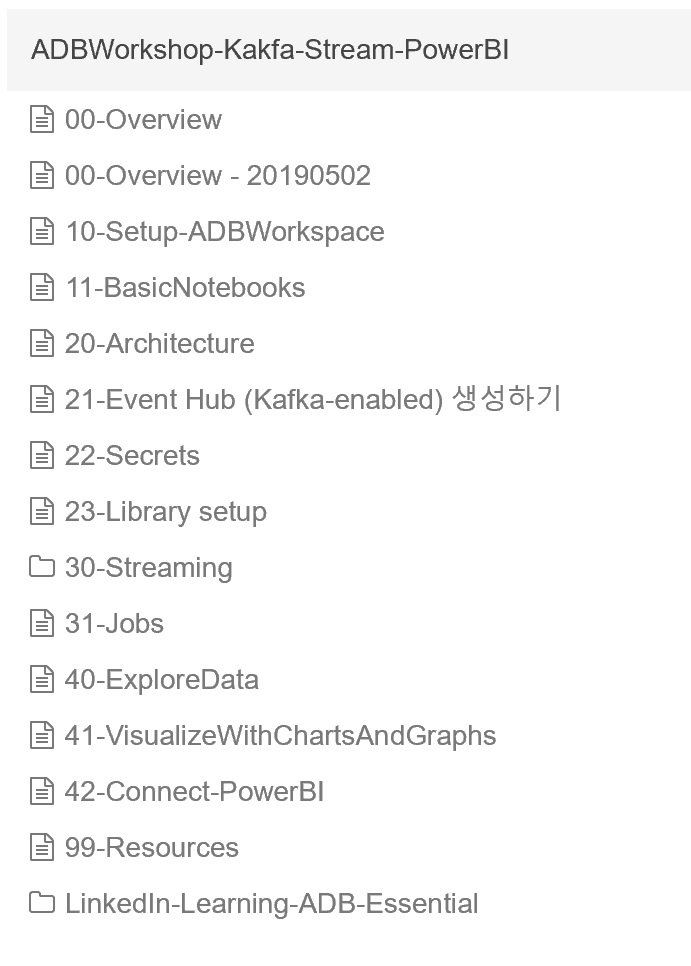 ADBWorkshop-Kakfa-Stream-PowerBI
00-Overview
00-Overview - 20190502
10-Setup-ADBWorkspace
11-BasicNotebooks
20-Architecture
21-Event Hub (Kafka-enabled) 생성하기
22-Secrets
23-Library setup
30-Streaming
31-Jobs
40-ExploreData
41-VisualizeWithChartsAndGraphs
42-Connect-PowerBI
99-Resources
LinkedIn-Learning-ADB-Essential